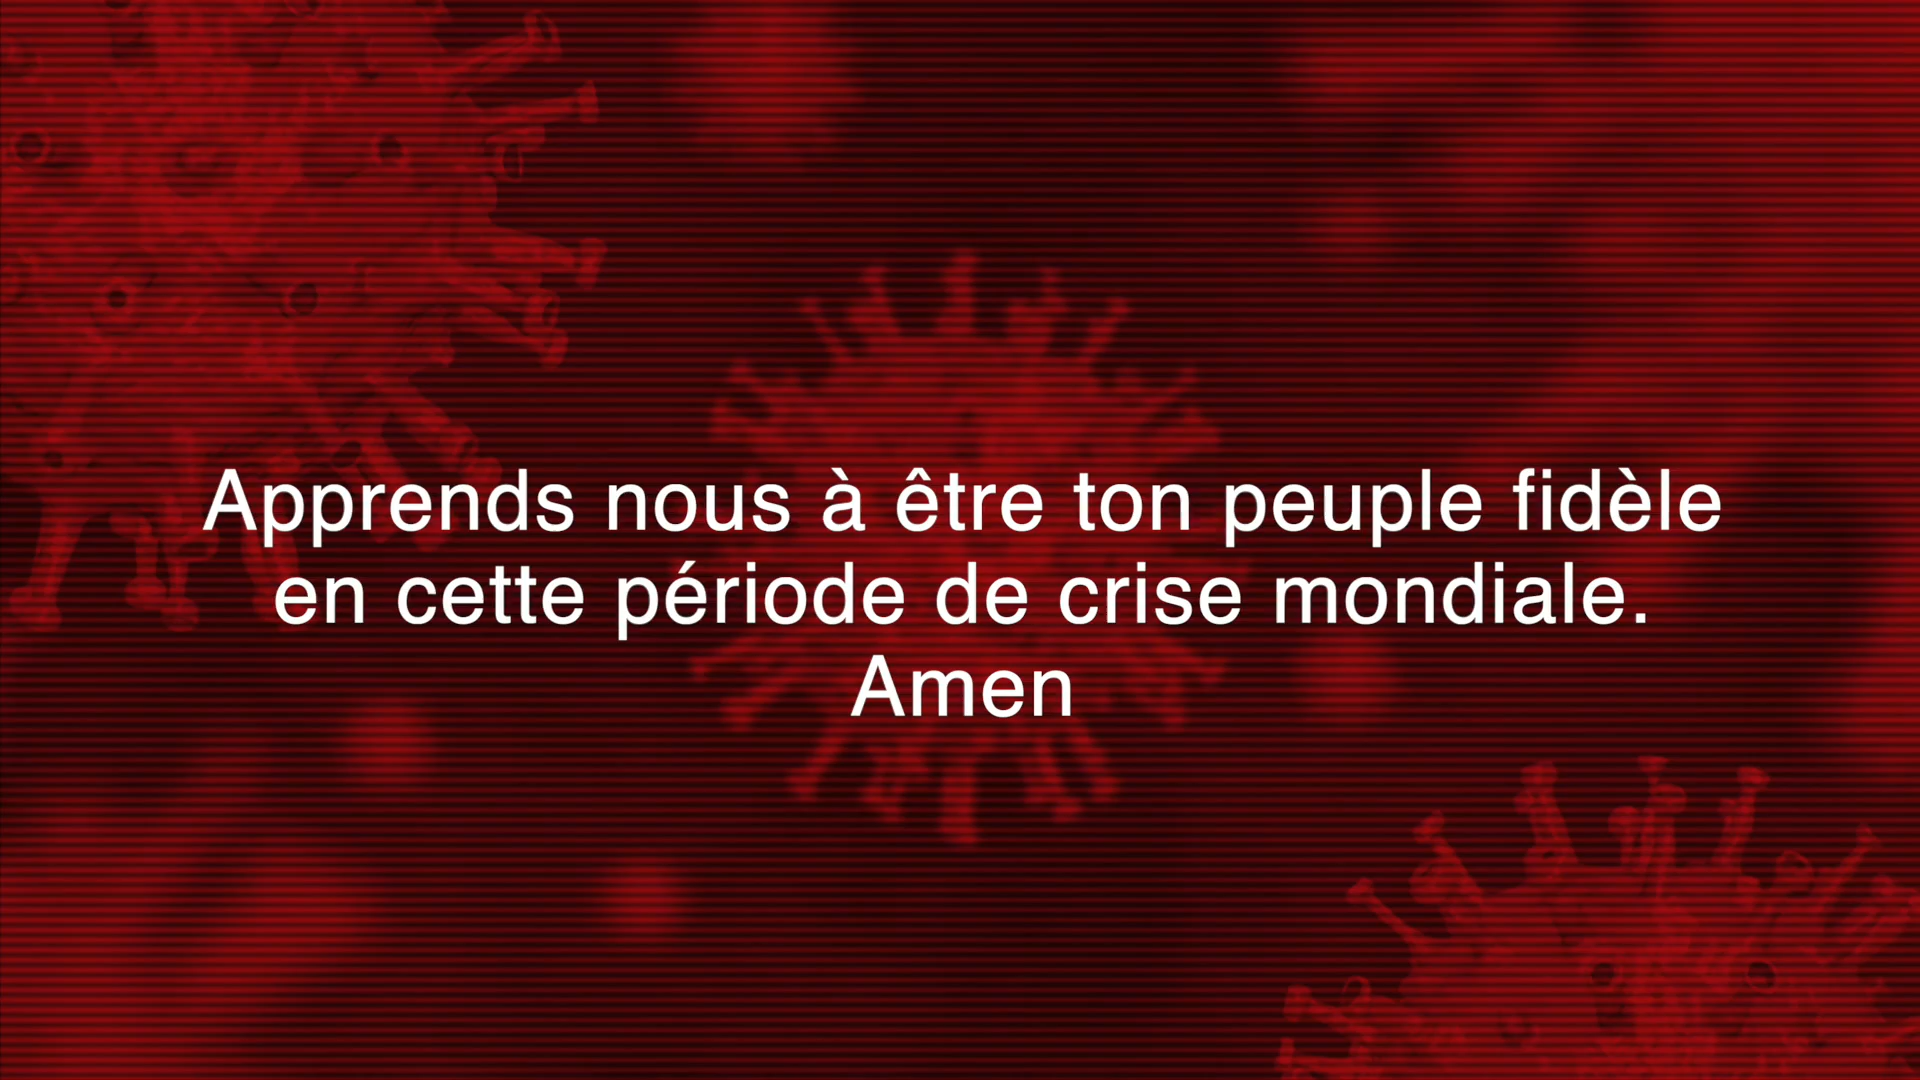 Apprends nous à être ton peuple fidèle
en cette période de crise mondiale.
Amen